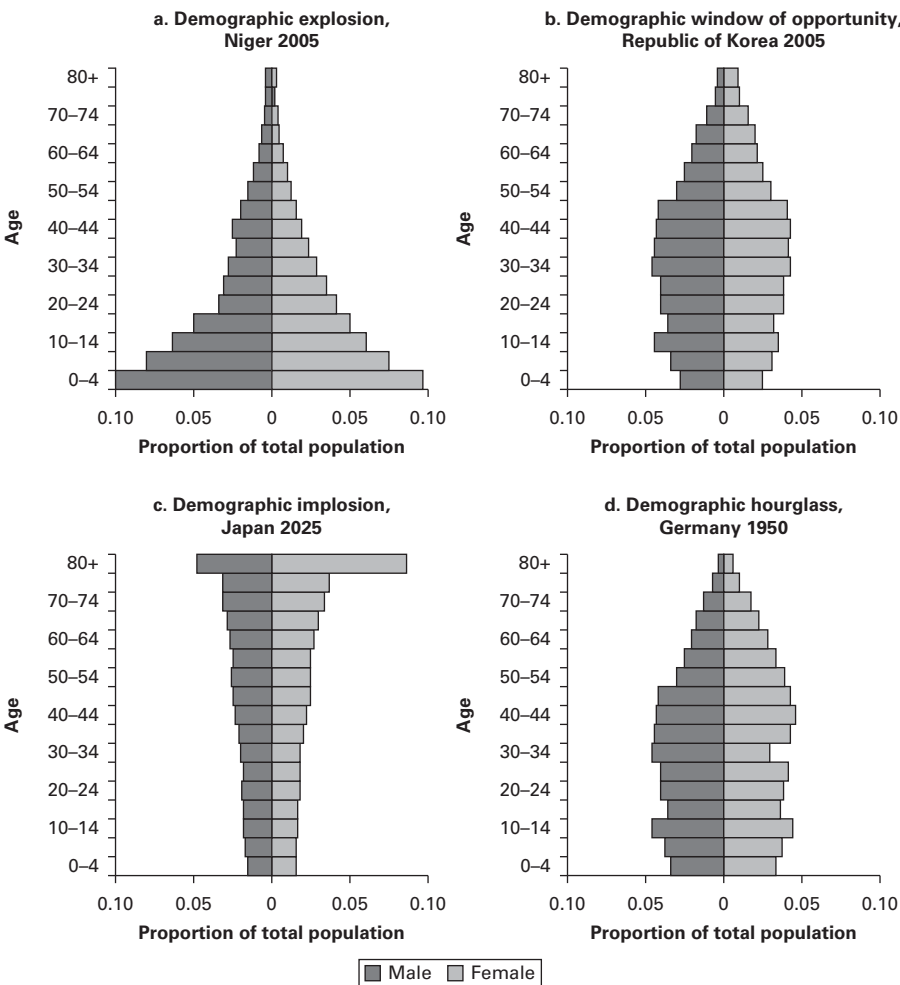 a. Demographic explosion,
Niger 2005
80+
70–74
60–64
50–54
40–44
30–34
20–24
10–14
0–4
Age
0.10 0.05 0 0.05 0.10
Proportion of total population
b. Demographic window of opportunity,
Republic of Korea 2005
80+
70–74
60–64
50–54
40–44
30–34
20–24
10–14
0–4
Age
0.10 0.05 0 0.05 0.10
Proportion of total population
c. Demographic implosion,
Japan 2025
80+
70–74
60–64
50–54
40–44
30–34
20–24
10–14
0–4
Age
0.10 0.05 0 0.05 0.10
Proportion of total population
d. Demographic hourglass,
Germany 1950
80+
70–74
60–64
50–54
40–44
30–34
20–24
10–14
0–4
Age
0.10 0.05 0 0.05 0.10
Proportion of total population
Male Female